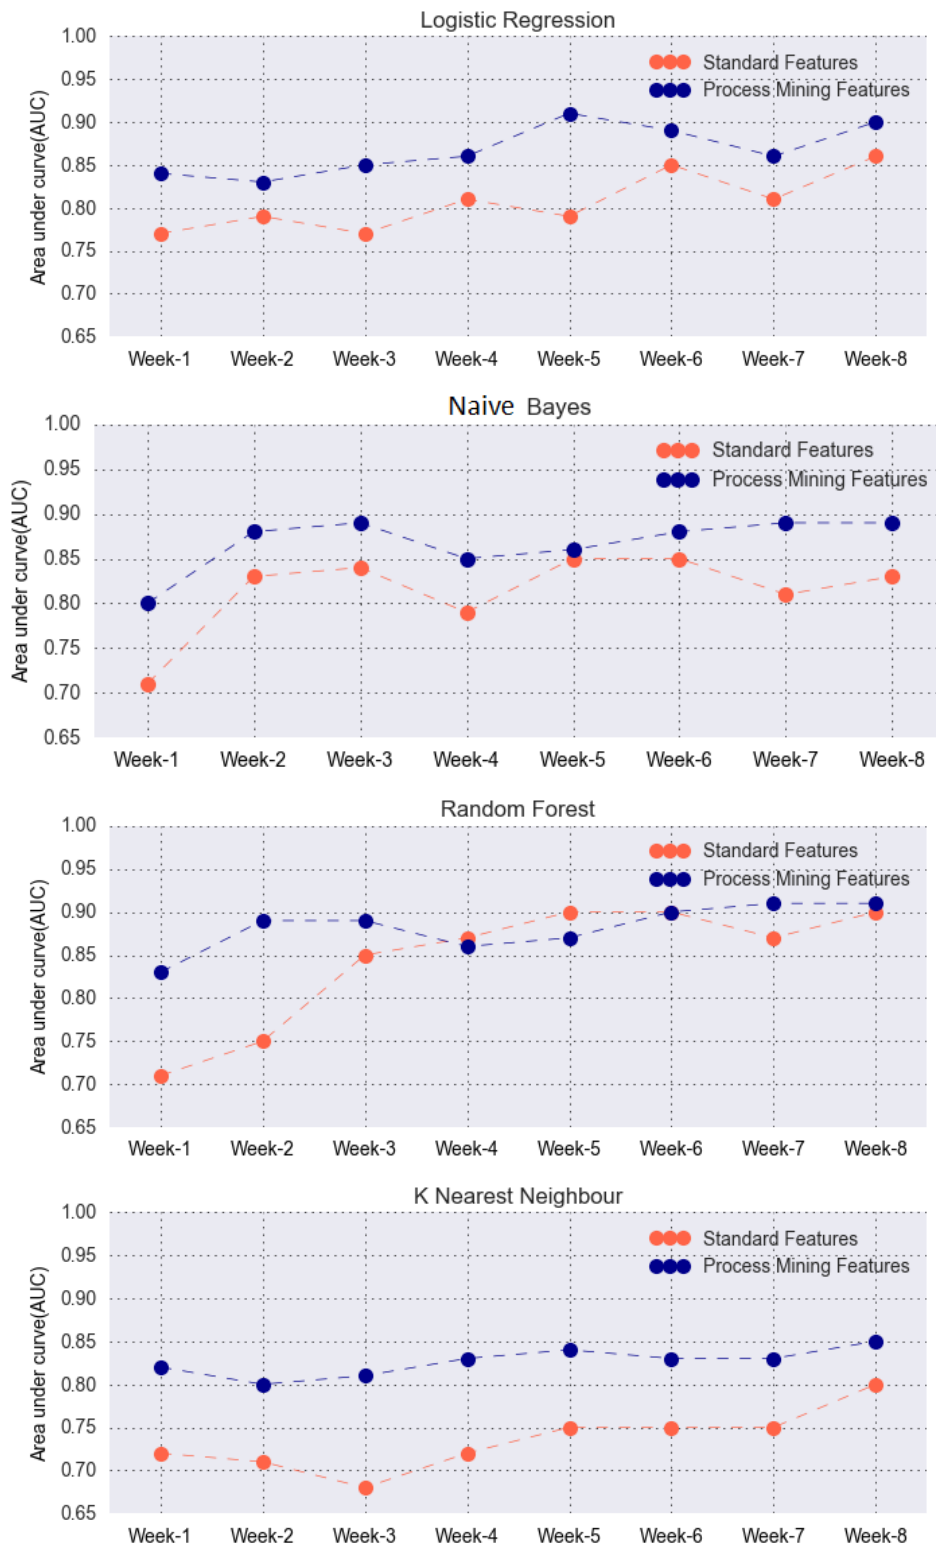 Logistic Regression
1.00
0.95
0.90
0.85
0.80
0.75
0.70
0.65
Area under curve(AUC)
Standard Features
Process Mining Features
Week-1 Week-2 Week-3 Week-4 Week-5 Week-6 Week-7 Week-8
Naive Bayes
1.00
0.95
0.90
0.85
0.80
0.75
0.70
0.65
Area under curve(AUC)
Standard Features
Process Mining Features
Week-1 Week-2 Week-3 Week-4 Week-5 Week-6 Week-7 Week-8
Random Forest
1.00
0.95
0.90
0.85
0.80
0.75
0.70
0.65
Area under curve(AUC)
Standard Features
Process Mining Features
Week-1 Week-2 Week-3 Week-4 Week-5 Week-6 Week-7 Week-8
K Nearest Neighbour
1.00
0.95
0.90
0.85
0.80
0.75
0.70
0.65
Area under curve(AUC)
Standard Features
Process Mining Features
Week-1 Week-2 Week-3 Week-4 Week-5 Week-6 Week-7 Week-8